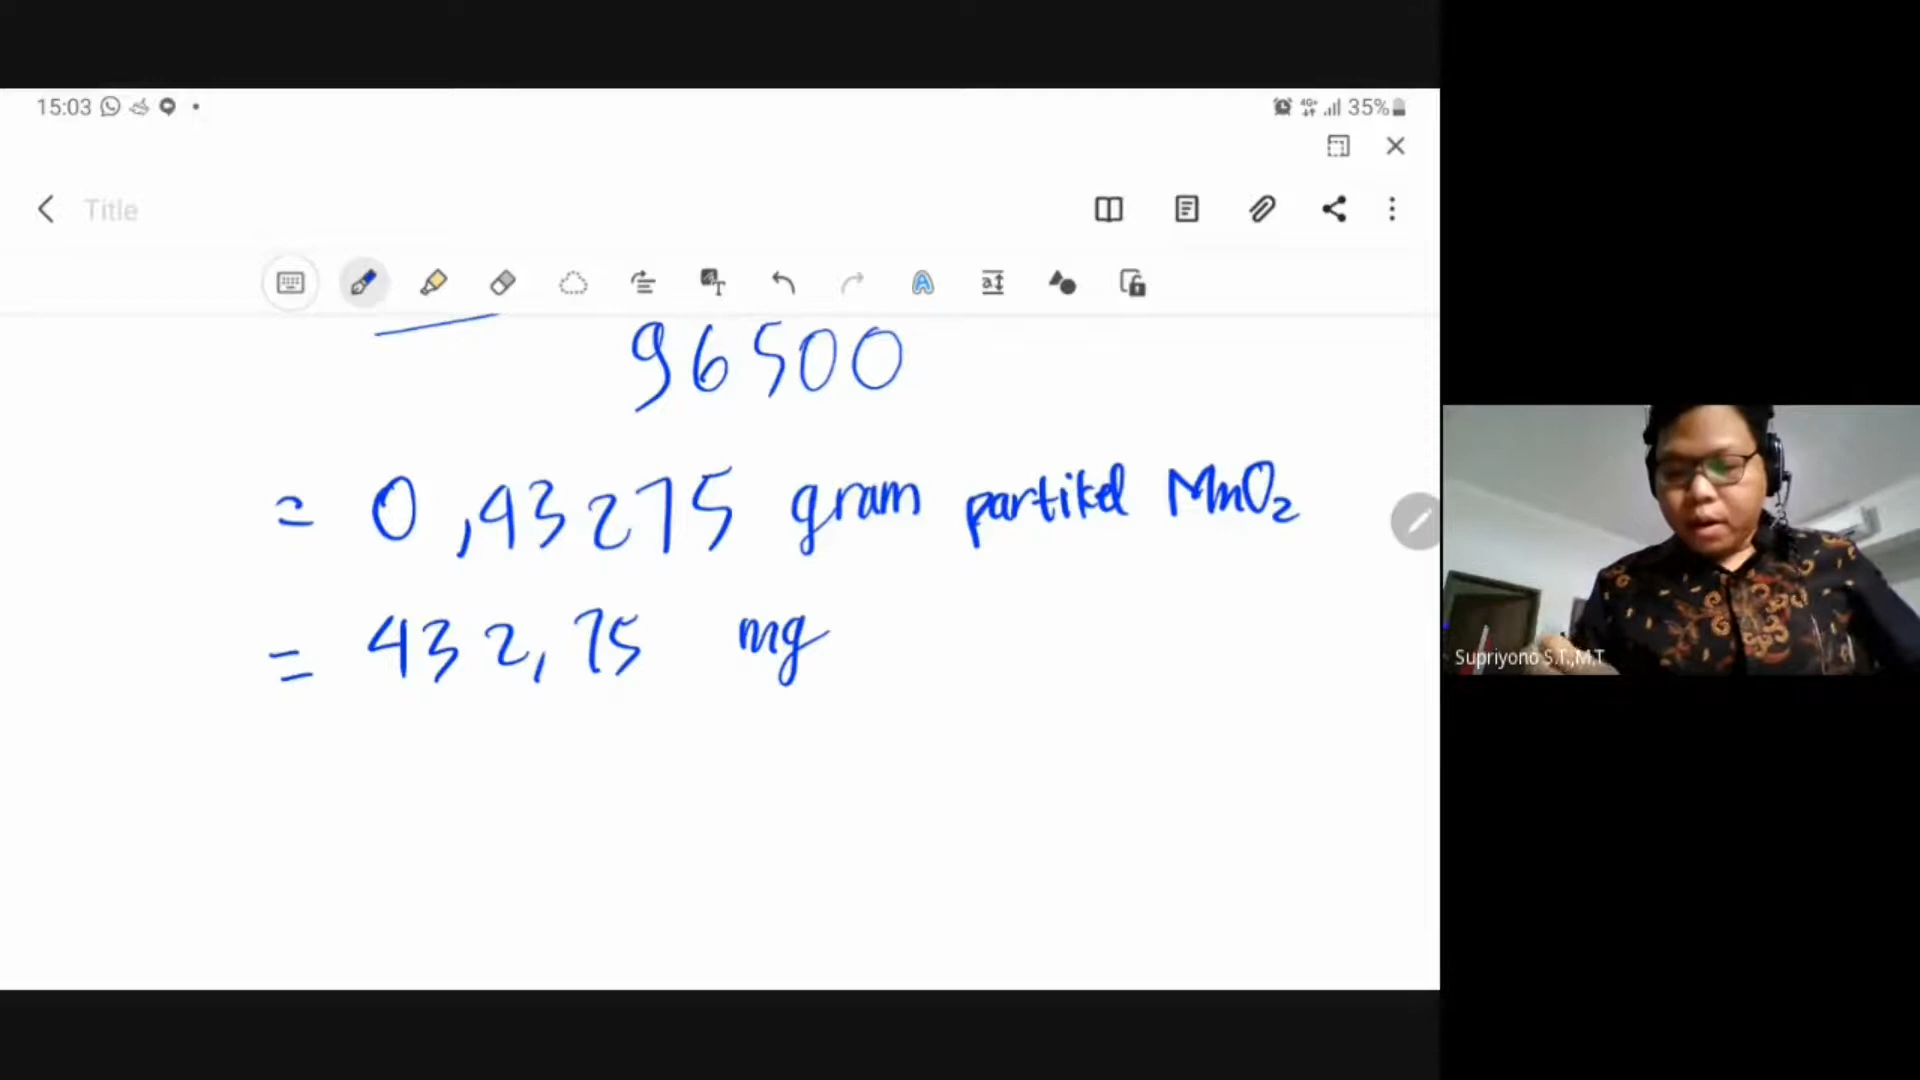 15:03
35%
Title
96500
= 0,43275 gram partikel MnO₂
= 432,75 mg
Supriyono S.T.,M.T